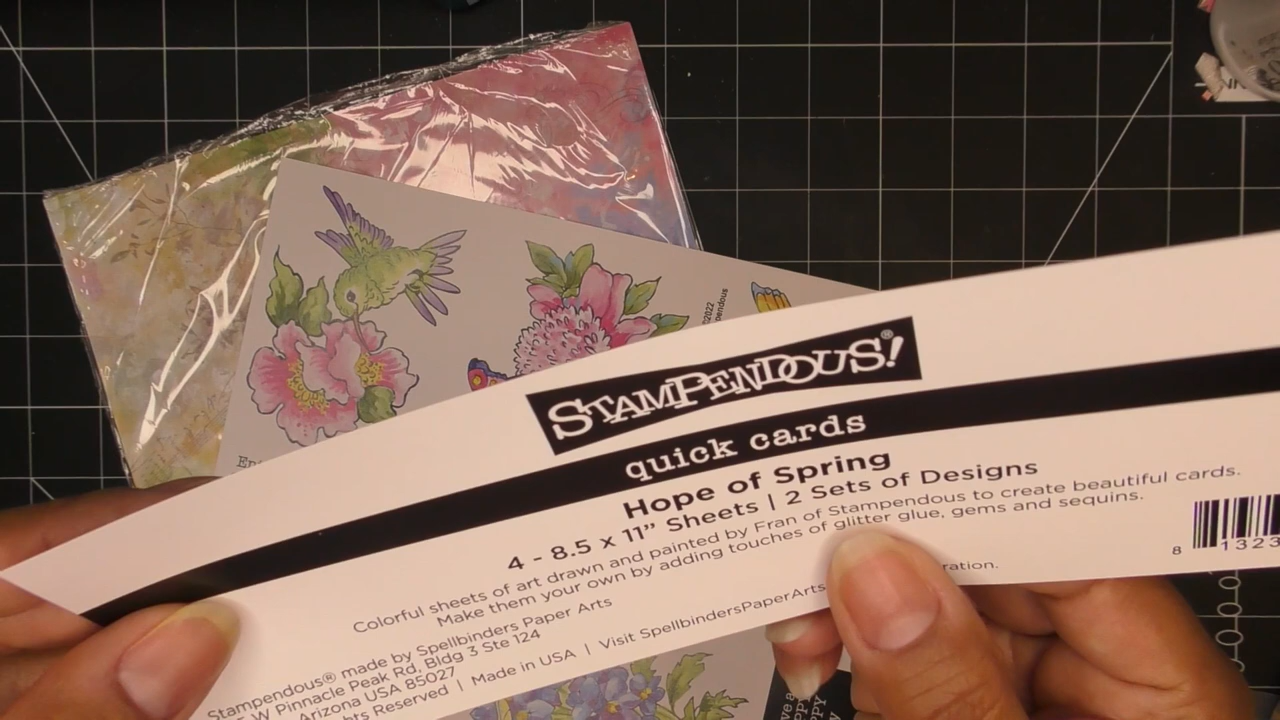 ©2022
STAMPENDOUS!®
quick cards
Hope of Spring
4 - 8.5 x 11” Sheets | 2 Sets of Designs
Colorful sheets of art drawn and painted by Fran of Stampendous to create beautiful cards.
Make them your own by adding touches of glitter glue, gems and sequins.
Stampendous® made by Spellbinders Paper Arts
W Pinnacle Peak Rd, Bldg 3 Ste 124
Arizona USA 85027
Reserved | Made in USA | Visit SpellbindersPaperArts
8 1323